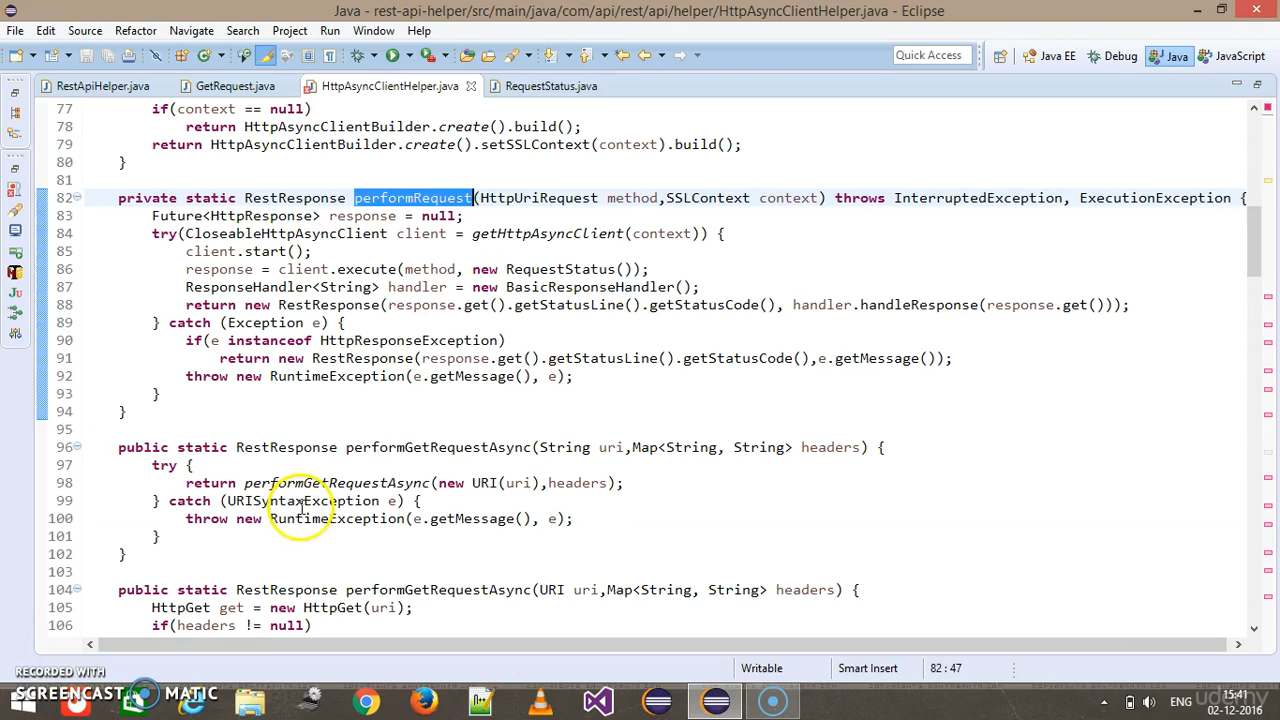 Java - rest-api-helper/src/main/java/com/api/rest/api/helper/HttpAsyncClientHelper.java - Eclipse
File Edit Source Refactor Navigate Search Project Run Window Help
Quick Access Java EE Debug Java JavaScript
RestApiHelper.java GetRequest.java HttpAsyncClientHelper.java RequestStatus.java
77 if(context == null)
78 return HttpAsyncClientBuilder.create().build();
79 return HttpAsyncClientBuilder.create().setSSLContext(context).build();
80 }
81
82 private static RestResponse performRequest(HttpUriRequest method,SSLContext context) throws InterruptedException, ExecutionException {
83 Future<HttpResponse> response = null;
84 try(CloseableHttpAsyncClient client = getHttpAsyncClient(context)) {
85 client.start();
86 response = client.execute(method, new RequestStatus());
87 ResponseHandler<String> handler = new BasicResponseHandler();
88 return new RestResponse(response.get().getStatusLine().getStatusCode(), handler.handleResponse(response.get()));
89 } catch (Exception e) {
90 if(e instanceof HttpResponseException)
91 return new RestResponse(response.get().getStatusLine().getStatusCode(),e.getMessage());
92 throw new RuntimeException(e.getMessage(), e);
93 }
94 }
95
96 public static RestResponse performGetRequestAsync(String uri,Map<String, String> headers) {
97 try {
98 return performGetRequestAsync(new URI(uri),headers);
99 } catch (URISyntaxException e) {
100 throw new RuntimeException(e.getMessage(), e);
101 }
102 }
103
104 public static RestResponse performGetRequestAsync(URI uri,Map<String, String> headers) {
105 HttpGet get = new HttpGet(uri);
106 if(headers != null)
Writable Smart Insert 82 : 47
RECORDED WITH
SCREENCAST MATIC
ENG
15:41
02-12-2016
udemy